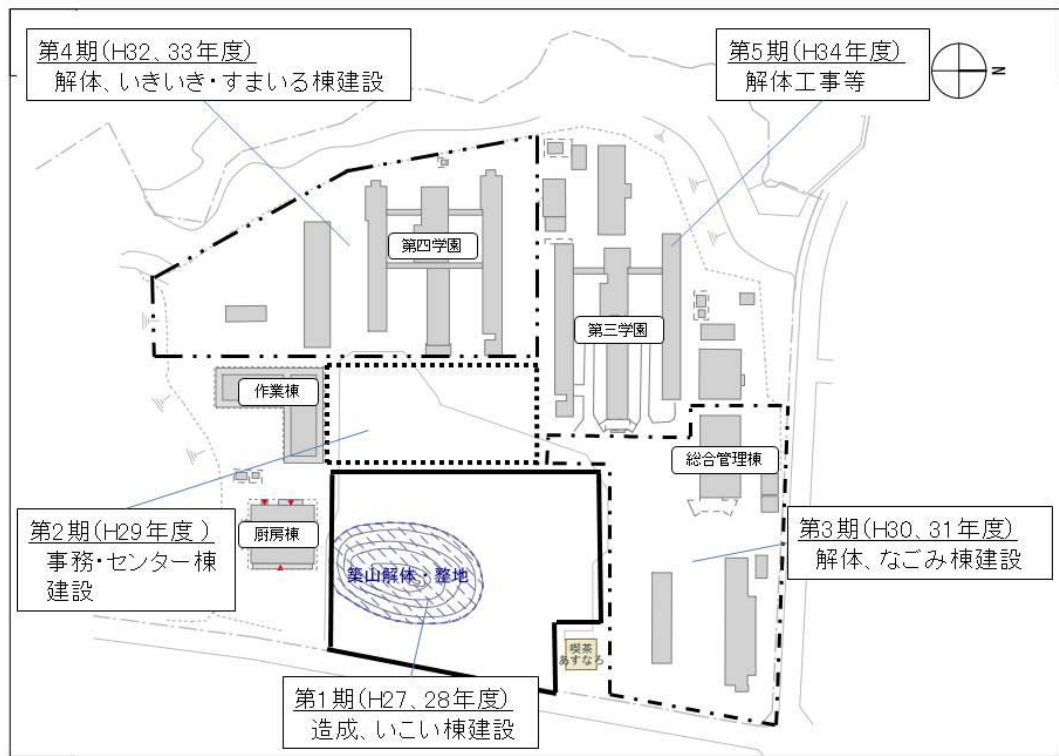 第4期(H32、33年度)
解体、いきいき・すまいる棟建設
第5期(H34年度)
解体工事等
N
第四学園
第三学園
作業棟
総合管理棟
第2期(H29年度 )
事務・センター棟
建設
厨房棟
第3期(H30、31年度)
解体、なごみ棟建設
築山解体・整地
喫茶
あすなろ
第1期(H27、28年度)
造成、いこい棟建設